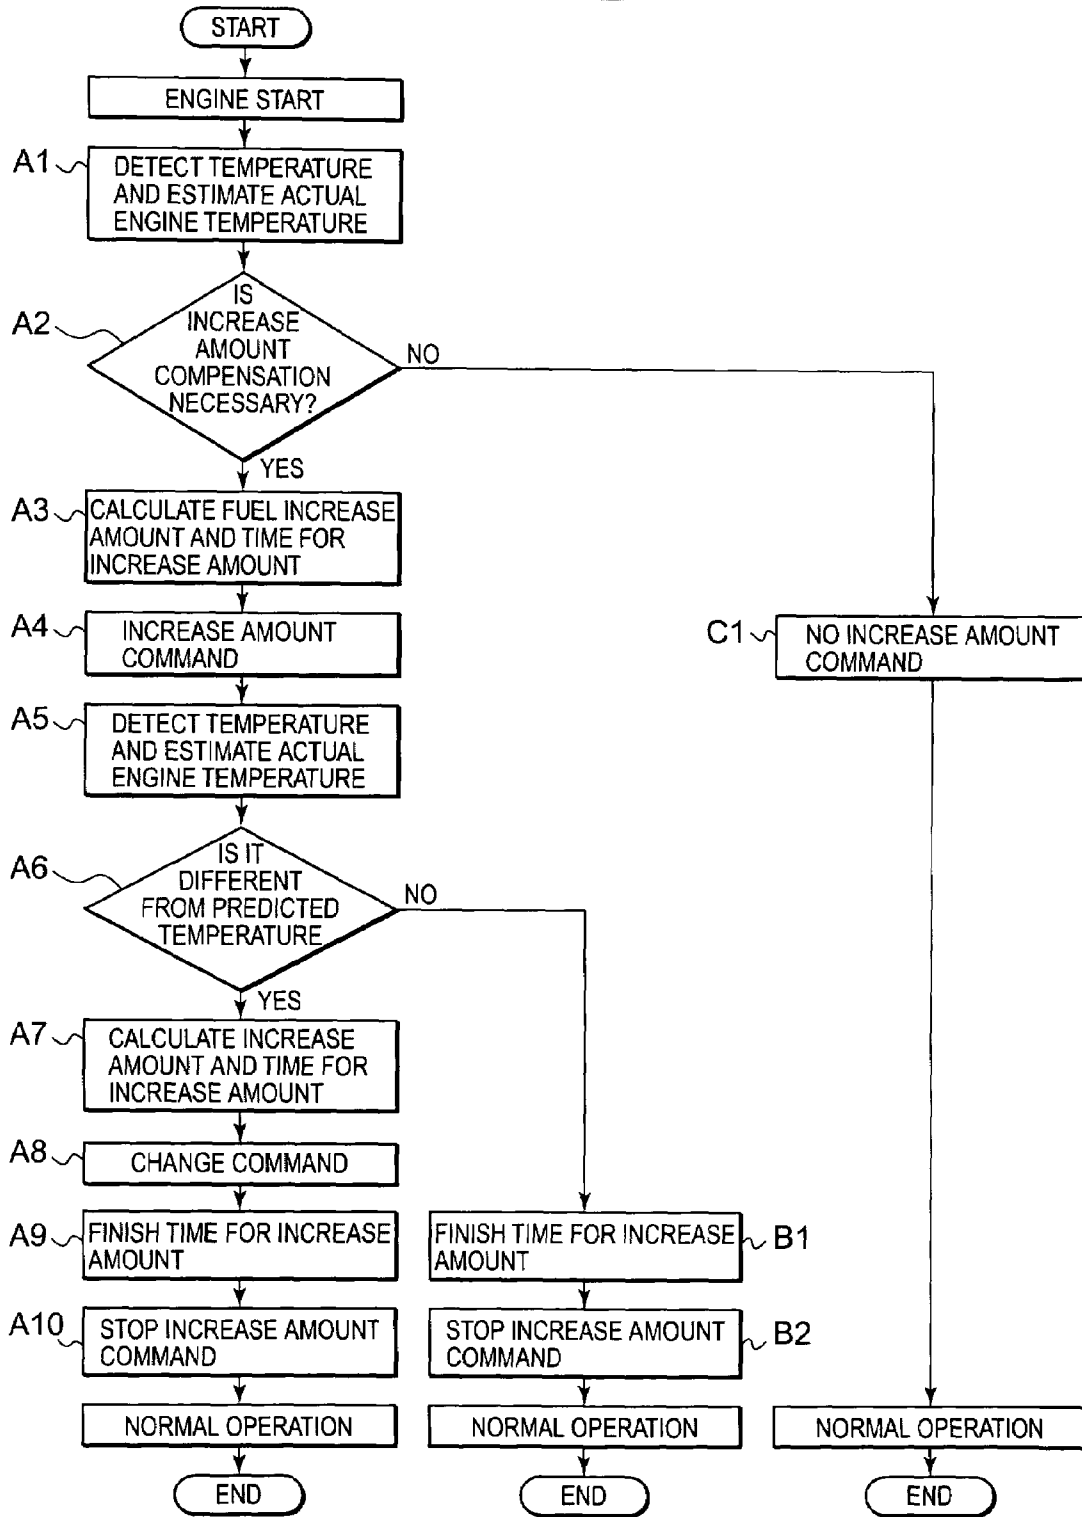 START
ENGINE START
A1
DETECT TEMPERATURE
AND ESTIMATE ACTUAL
ENGINE TEMPERATURE
A2
IS
INCREASE
AMOUNT
COMPENSATION
NECESSARY?
NO
YES
A3
CALCULATE FUEL INCREASE
AMOUNT AND TIME FOR
INCREASE AMOUNT
A4
INCREASE AMOUNT
COMMAND
C1
NO INCREASE AMOUNT
COMMAND
A5
DETECT TEMPERATURE
AND ESTIMATE ACTUAL
ENGINE TEMPERATURE
A6
IS IT
DIFFERENT
FROM PREDICTED
TEMPERATURE
NO
YES
A7
CALCULATE INCREASE
AMOUNT AND TIME FOR
INCREASE AMOUNT
A8
CHANGE COMMAND
A9
FINISH TIME FOR INCREASE
AMOUNT
FINISH TIME FOR INCREASE
AMOUNT
B1
A10
STOP INCREASE AMOUNT
COMMAND
STOP INCREASE AMOUNT
COMMAND
B2
NORMAL OPERATION
NORMAL OPERATION
NORMAL OPERATION
END
END
END